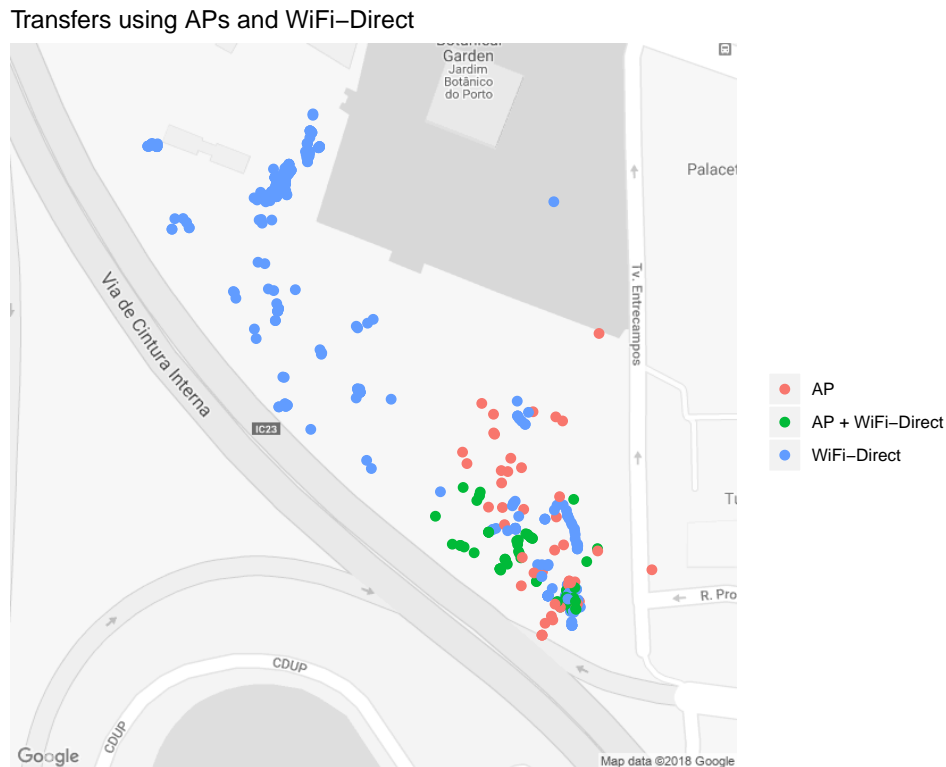 Transfers using APs and WiFi−Direct
Botanical
Garden
Jardim
Botânico
do Porto
Palacet
Tv. Entrecampos
Via de Cintura Interna
IC23
AP
AP + WiFi−Direct
WiFi−Direct
Tu
R. Pro
CDUP
CDUP
Google
Map data ©2018 Google